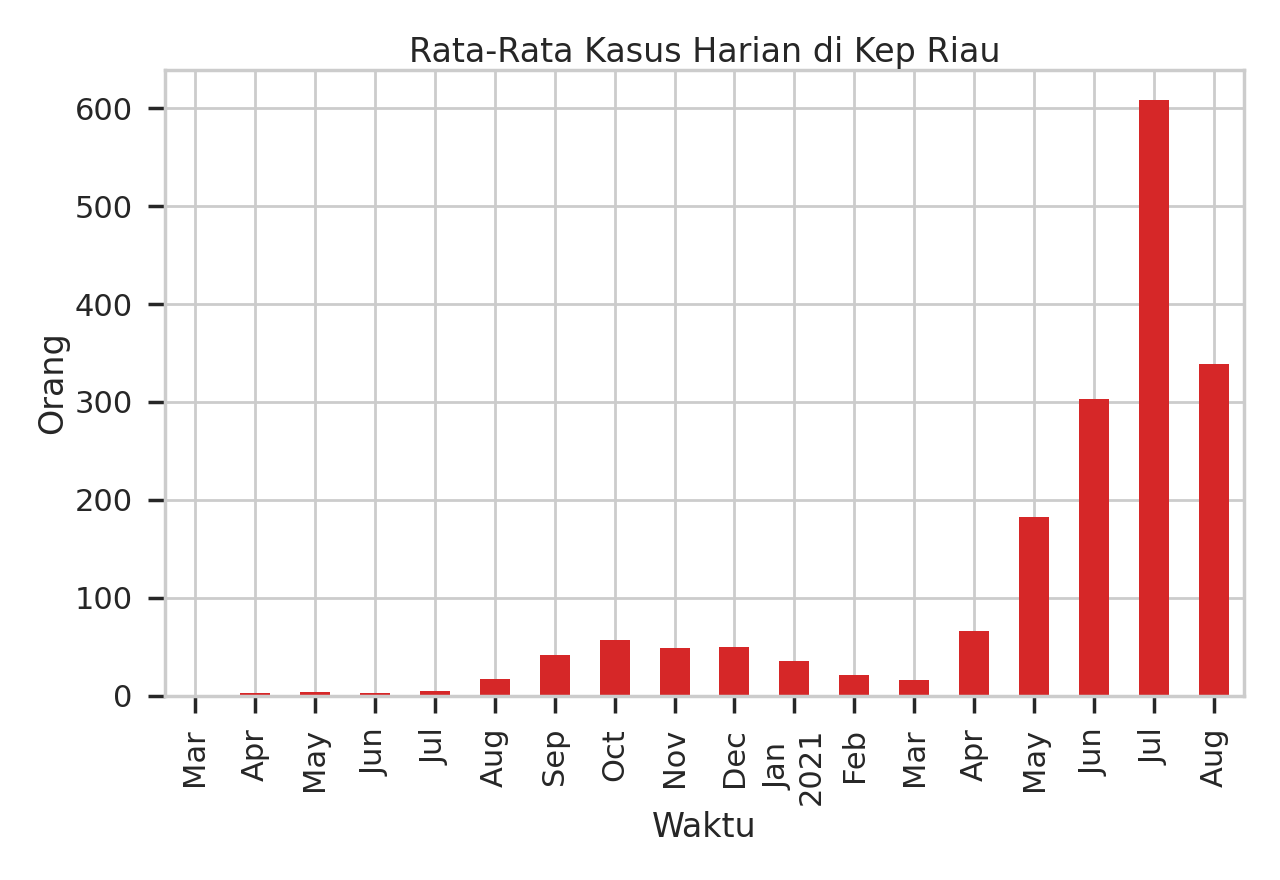 Rata-Rata Kasus Harian di Kep Riau
600
500
400
300
200
100
0
Orang
Mar
Apr
May
Jun
Jul
Aug
Sep
Oct
Nov
Dec
Jan
2021
Feb
Mar
Apr
May
Jun
Jul
Aug
Waktu